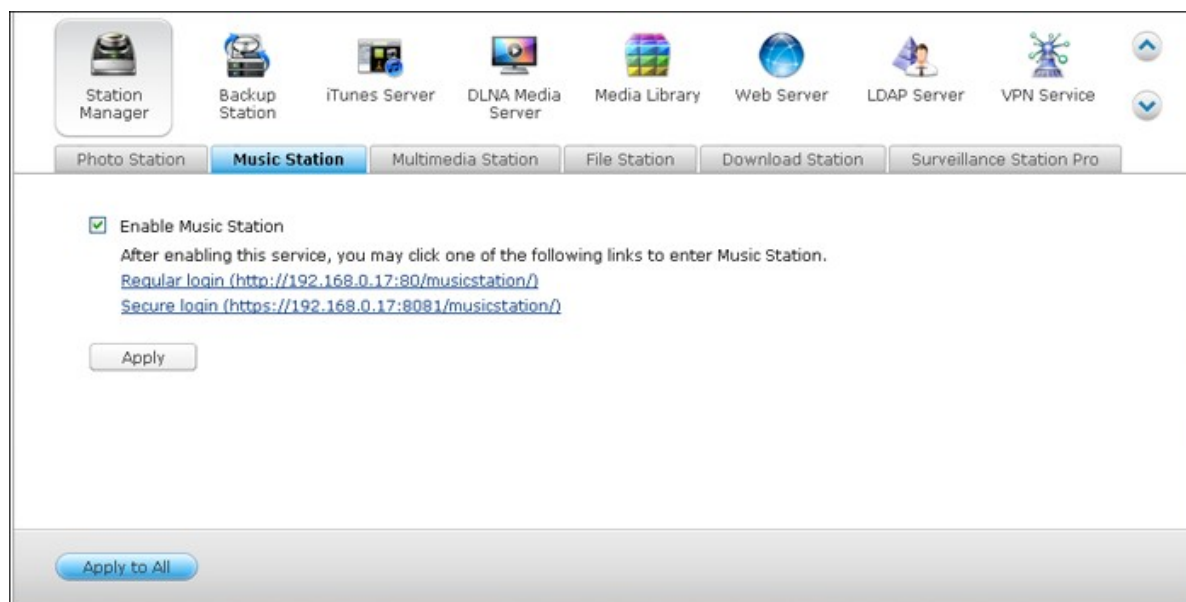 Station Manager
Backup Station
iTunes Server
DLNA Media Server
Media Library
Web Server
LDAP Server
VPN Service
Photo Station
Music Station
Multimedia Station
File Station
Download Station
Surveillance Station Pro
Enable Music Station
After enabling this service, you may click one of the following links to enter Music Station.
Regular login (http://192.168.0.17:80/musicstation/)
Secure login (https://192.168.0.17:8081/musicstation/)
Apply
Apply to All